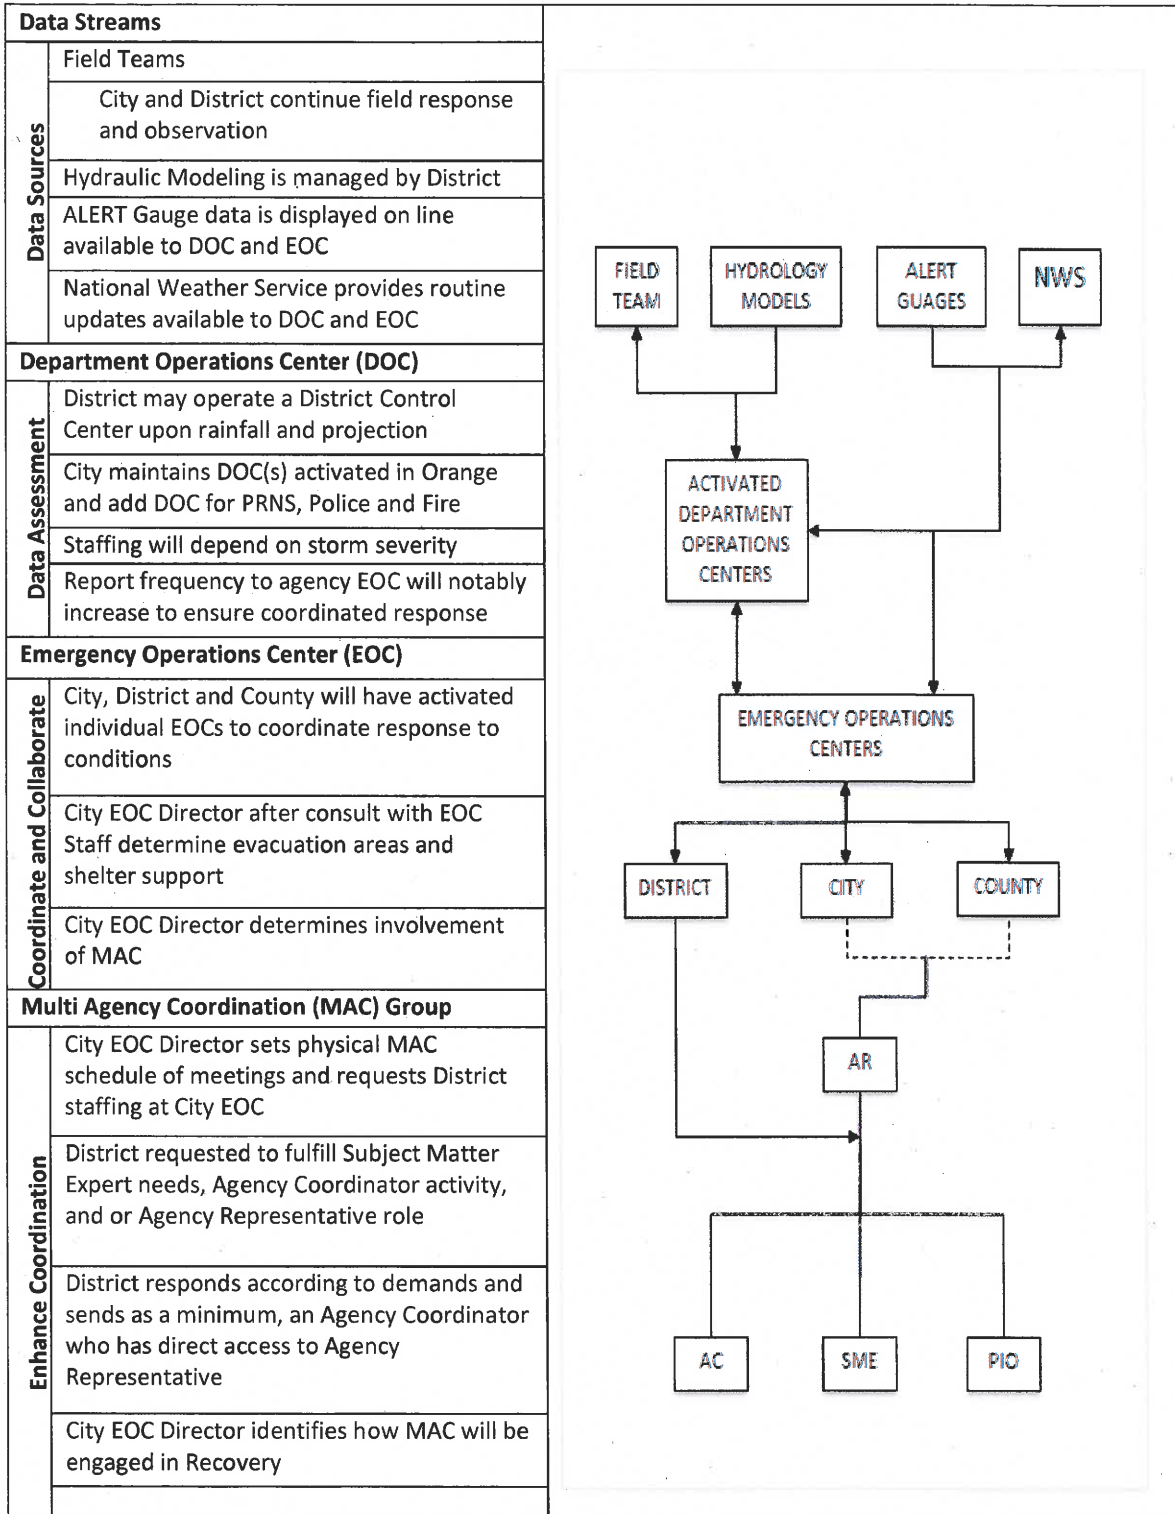 Data Streams
Data Sources
Field Teams
City and District continue field response
and observation
Hydraulic Modeling is managed by District
ALERT Gauge data is displayed on line
available to DOC and EOC
National Weather Service provides routine
updates available to DOC and EOC
Department Operations Center (DOC)
Data Assessment
District may operate a District Control
Center upon rainfall and projection
City maintains DOC(s) activated in Orange
and add DOC for PRNS, Police and Fire
Staffing will depend on storm severity
Report frequency to agency EOC will notably
increase to ensure coordinated response
Emergency Operations Center (EOC)
Coordinate and Collaborate
City, District and County will have activated
individual EOCs to coordinate response to
conditions
City EOC Director after consult with EOC
Staff determine evacuation areas and
shelter support
City EOC Director determines involvement
of MAC
Multi Agency Coordination (MAC) Group
Enhance Coordination
City EOC Director sets physical MAC
schedule of meetings and requests District
staffing at City EOC
District requested to fulfill Subject Matter
Expert needs, Agency Coordinator activity,
and or Agency Representative role
District responds according to demands and
sends as a minimum, an Agency Coordinator
who has direct access to Agency
Representative
City EOC Director identifies how MAC will be
engaged in Recovery
FIELD
TEAM
HYDROLOGY
MODELS
ALERT
GUAGES
NWS
ACTIVATED
DEPARTMENT
OPERATIONS
CENTERS
EMERGENCY OPERATIONS
CENTERS
DISTRICT
CITY
COUNTY
AR
AC
SME
PIO